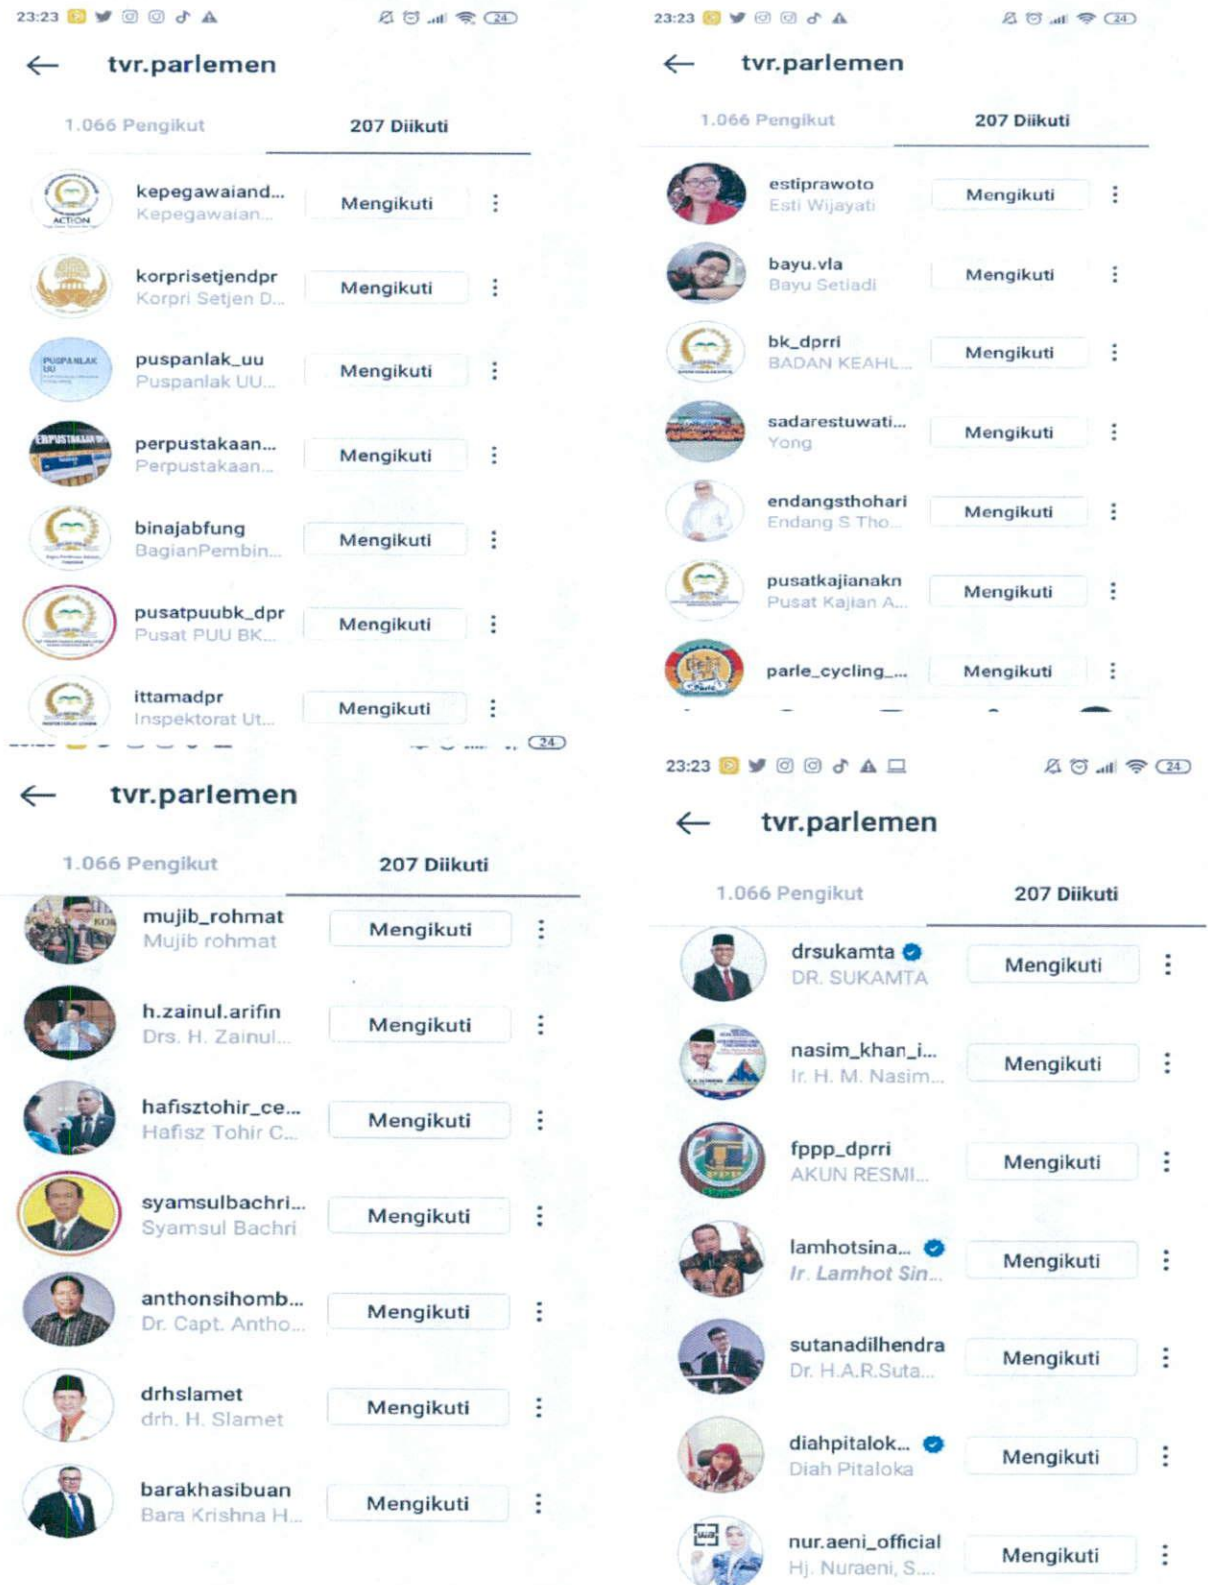 23:23 24
tvr.parlemen
1.066 Pengikut 207 Diikuti
kepegawaiand... Mengikuti
Kepegawaian...
ACTION
korprisetjendpr Mengikuti
Korpri Setjen D...
PUSPANLAK
UU
puspanlak_uu Mengikuti
Puspanlak UU...
perpustakaan... Mengikuti
Perpustakaan...
binajabfung Mengikuti
BagianPembin...
pusatpuubk_dpr Mengikuti
Pusat PUU BK...
ittamadpr Mengikuti
Inspektorat Ut...
23:23 24
tvr.parlemen
1.066 Pengikut 207 Diikuti
estiprawoto Mengikuti
Esti Wijayati
bayu.vla Mengikuti
Bayu Setiadi
bk_dprri Mengikuti
BADAN KEAHL...
sadarestuwati... Mengikuti
Yong
endangsthohari Mengikuti
Endang S Tho...
pusatkajianakn Mengikuti
Pusat Kajian A...
parle_cycling_... Mengikuti
24
tvr.parlemen
1.066 Pengikut 207 Diikuti
mujib_rohmat Mengikuti
Mujib rohmat
h.zainul.arifin Mengikuti
Drs. H. Zainul...
hafisztohir_ce... Mengikuti
Hafisz Tohir C...
syamsulbachri... Mengikuti
Syamsul Bachri
anthonsihomb... Mengikuti
Dr. Capt. Antho...
drhslamet Mengikuti
drh. H. Slamet
barakhasibuan Mengikuti
Bara Krishna H...
23:23 24
tvr.parlemen
1.066 Pengikut 207 Diikuti
drsukamta Mengikuti
DR. SUKAMTA
nasim_khan_i... Mengikuti
Ir. H. M. Nasim...
fppp_dprri Mengikuti
AKUN RESMI...
lamhotsina... Mengikuti
Ir. Lamhot Sin...
sutanadilhendra Mengikuti
Dr. H.A.R.Suta...
diahpitalok... Mengikuti
Diah Pitaloka
nur.aeni_official Mengikuti
Hj. Nuraeni, S....